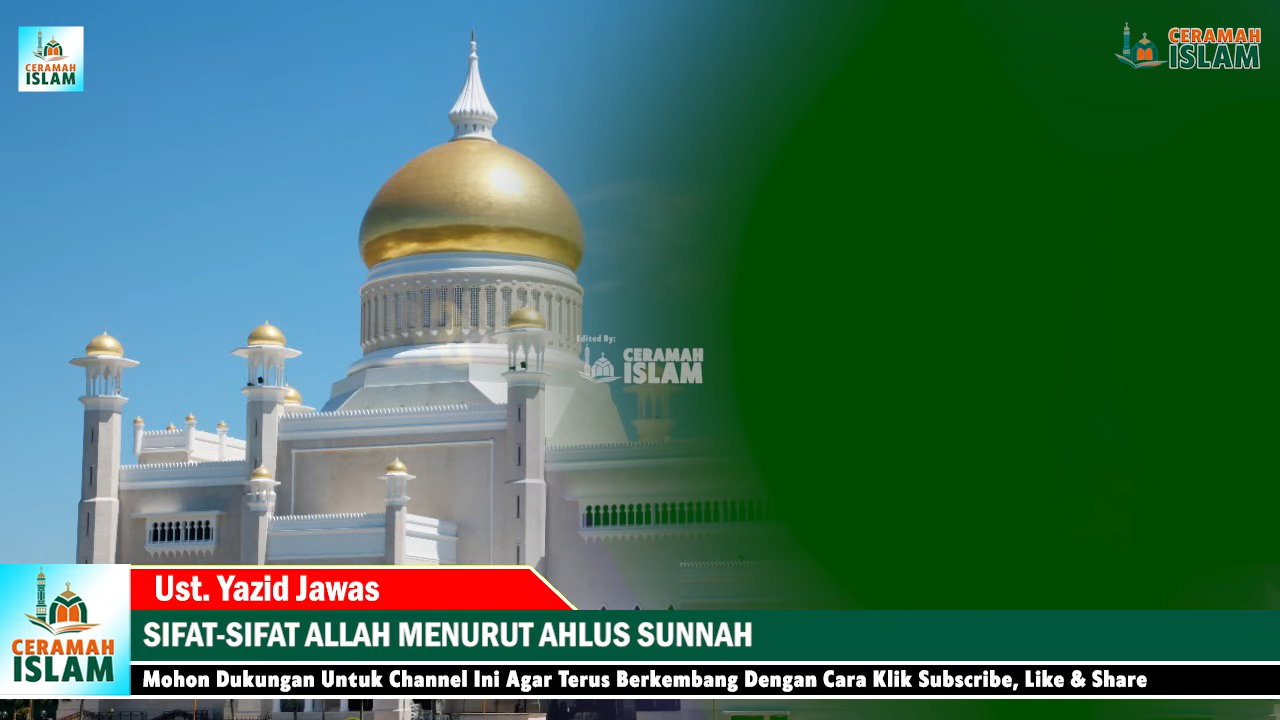 CERAMAH
ISLAM
CERAMAH
ISLAM
Edited By:
CERAMAH
ISLAM
Ust. Yazid Jawas
SIFAT-SIFAT ALLAH MENURUT AHLUS SUNNAH
CERAMAH
ISLAM
Mohon Dukungan Untuk Channel Ini Agar Terus Berkembang Dengan Cara Klik Subscribe, Like & Share